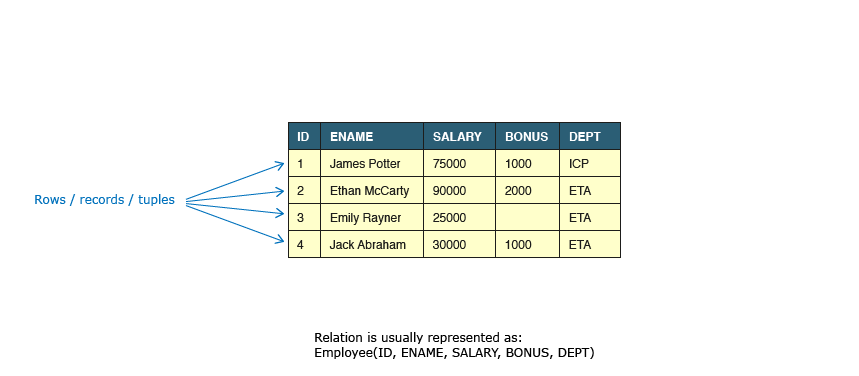 ID ENAME SALARY BONUS DEPT
1 James Potter 75000 1000 ICP
2 Ethan McCarty 90000 2000 ETA
Rows / records / tuples
3 Emily Rayner 25000 ETA
4 Jack Abraham 30000 1000 ETA
Relation is usually represented as:
Employee(ID, ENAME, SALARY, BONUS, DEPT)